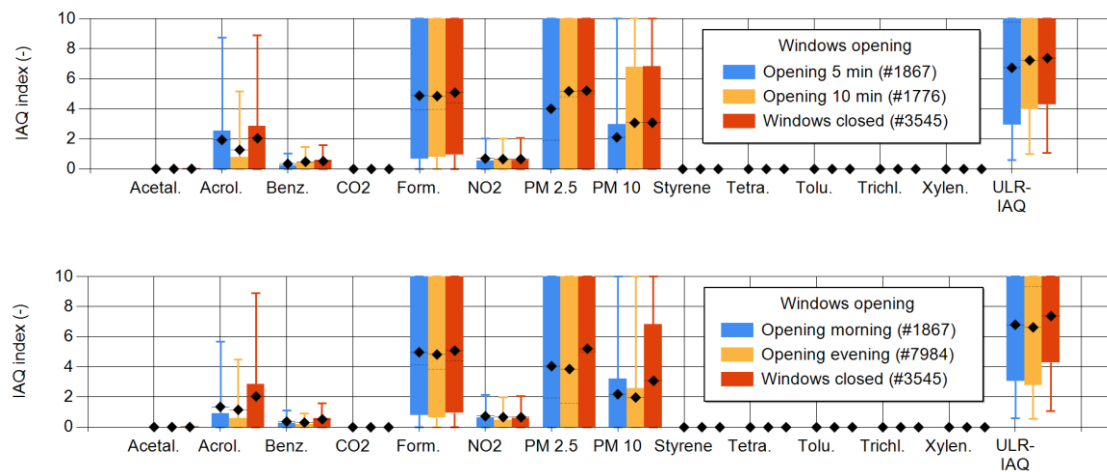 IAQ index (-)
10
8
6
4
2
0
Windows opening
Opening 5 min (#1867)
Opening 10 min (#1776)
Windows closed (#3545)
Acetal. Acrol. Benz. CO2 Form. NO2 PM 2.5 PM 10 Styrene Tetra. Tolu. Trichl. Xylen. ULR-
IAQ
IAQ index (-)
10
8
6
4
2
0
Windows opening
Opening morning (#1867)
Opening evening (#7984)
Windows closed (#3545)
Acetal. Acrol. Benz. CO2 Form. NO2 PM 2.5 PM 10 Styrene Tetra. Tolu. Trichl. Xylen. ULR-
IAQ